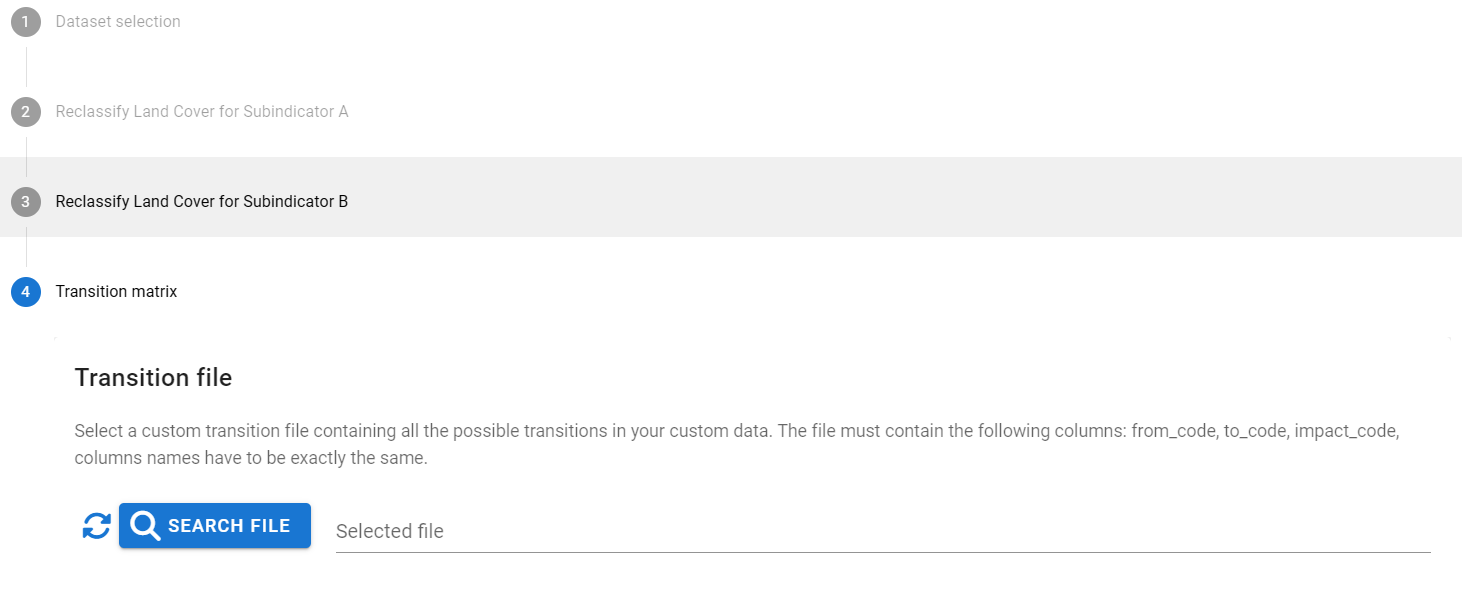 1 Dataset selection
2 Reclassify Land Cover for Subindicator A
3 Reclassify Land Cover for Subindicator B
4 Transition matrix
Transition file
Select a custom transition file containing all the possible transitions in your custom data. The file must contain the following columns: from_code, to_code, impact_code,
columns names have to be exactly the same.
SEARCH FILE Selected file